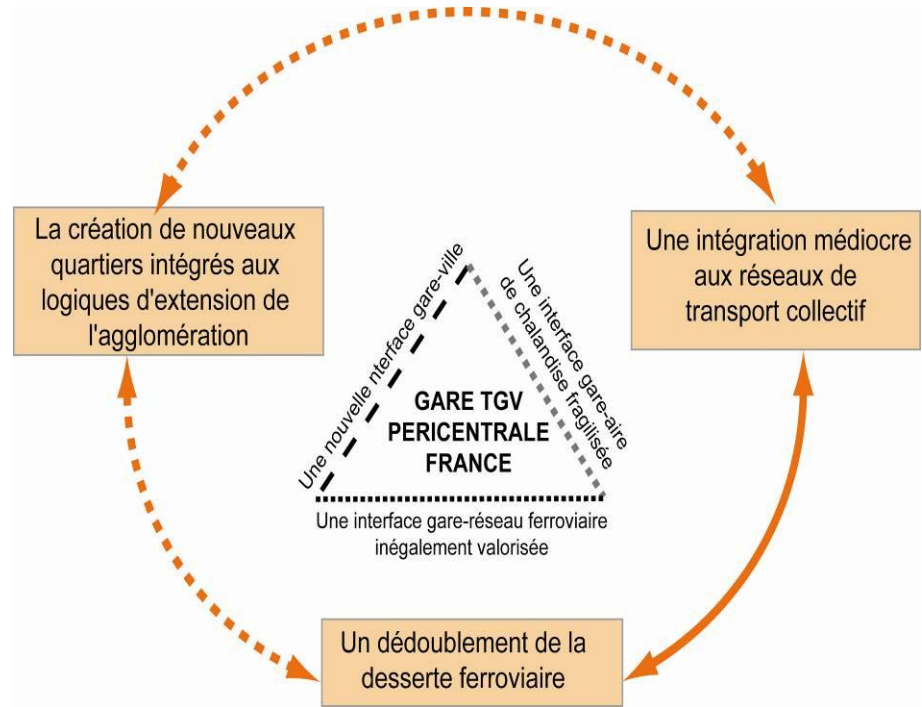 La création de nouveaux
quartiers intégrés aux
logiques d'extension de
l'agglomération
Une intégration médiocre
aux réseaux de
transport collectif
Une nouvelle nterface gare-ville
Une interface gare-aire
de chalandise fragilisée
GARE TGV
PERICENTRALE
FRANCE
Une interface gare-réseau ferroviaire
inégalement valorisée
Un dédoublement de la
desserte ferroviaire